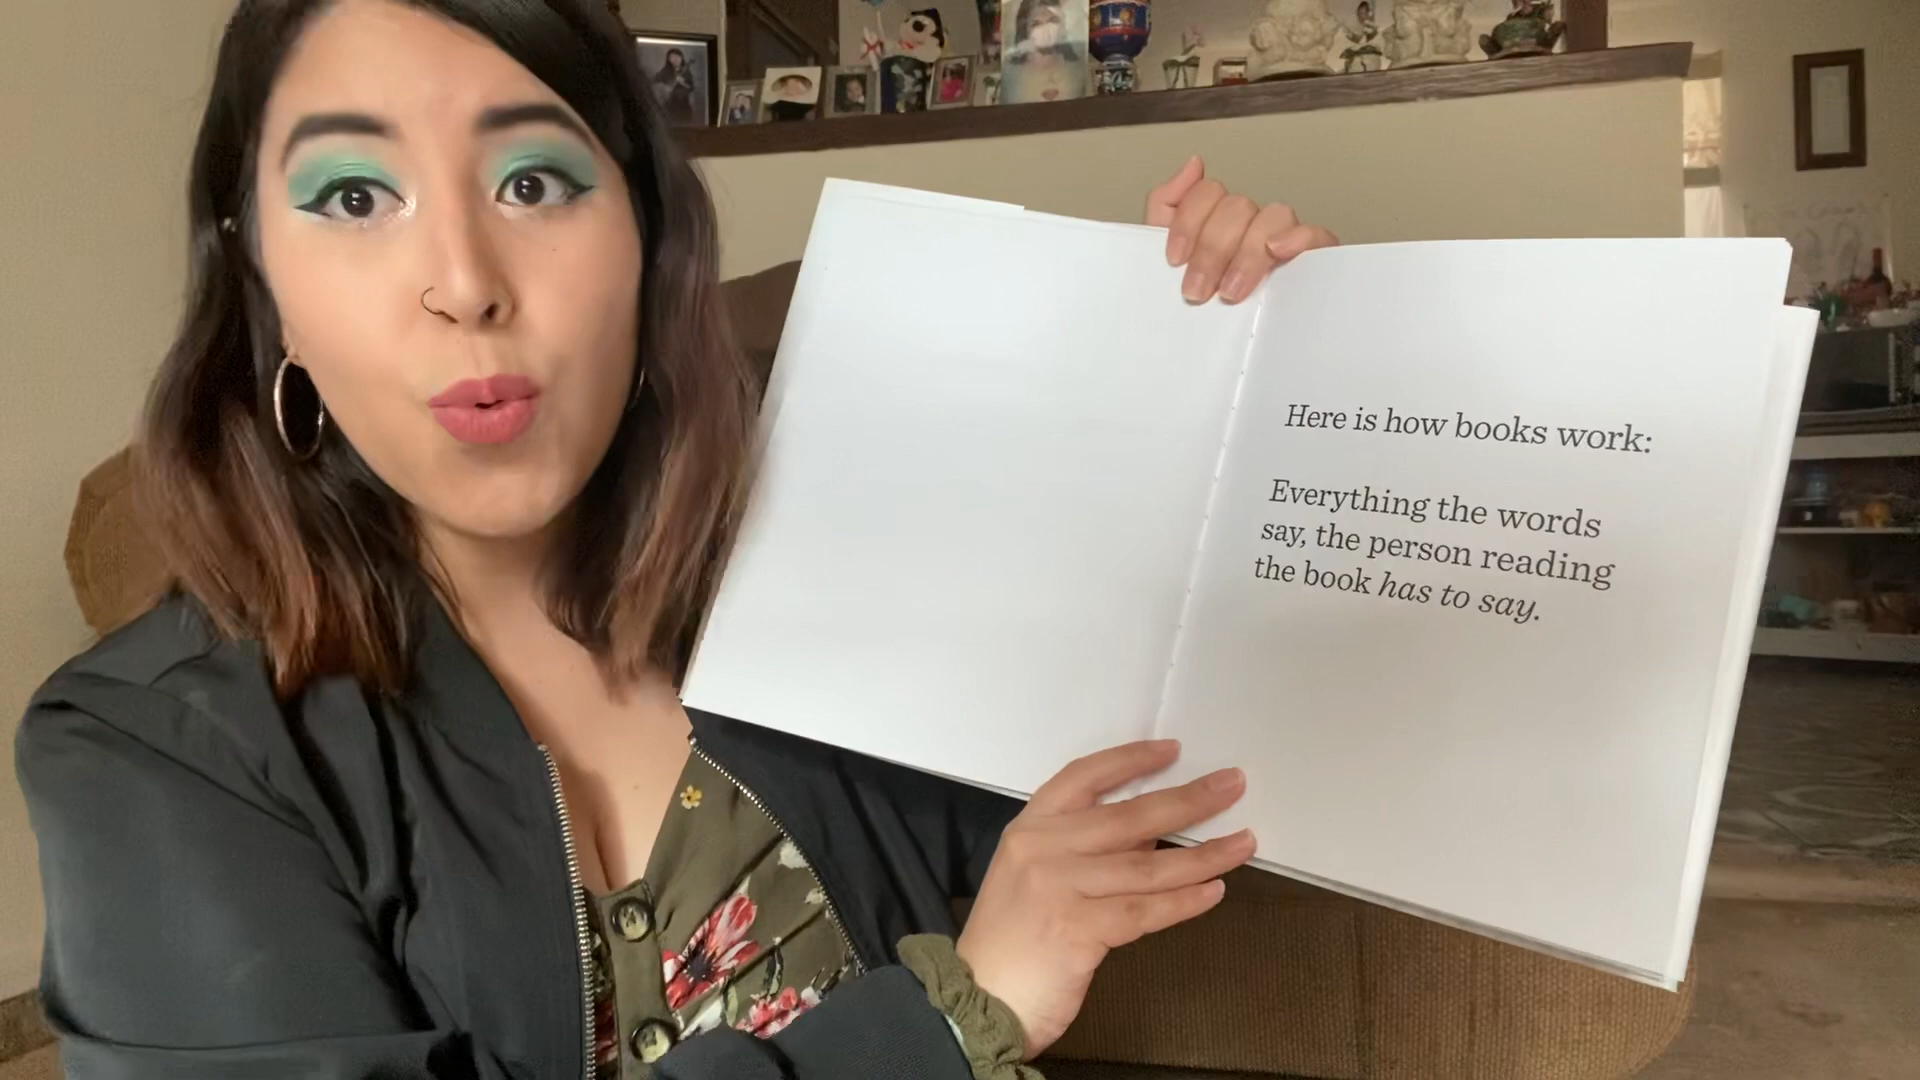 Here is how books work:
Everything the words
say, the person reading
the book has to say.